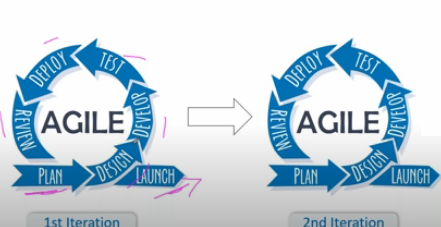 DEPLOY
TEST
REVIEW
AGILE
DEVELOP
PLAN
DESIGN
LAUNCH
1st Iteration
DEPLOY
TEST
REVIEW
AGILE
DEVELOP
PLAN
DESIGN
LAUNCH
2nd Iteration